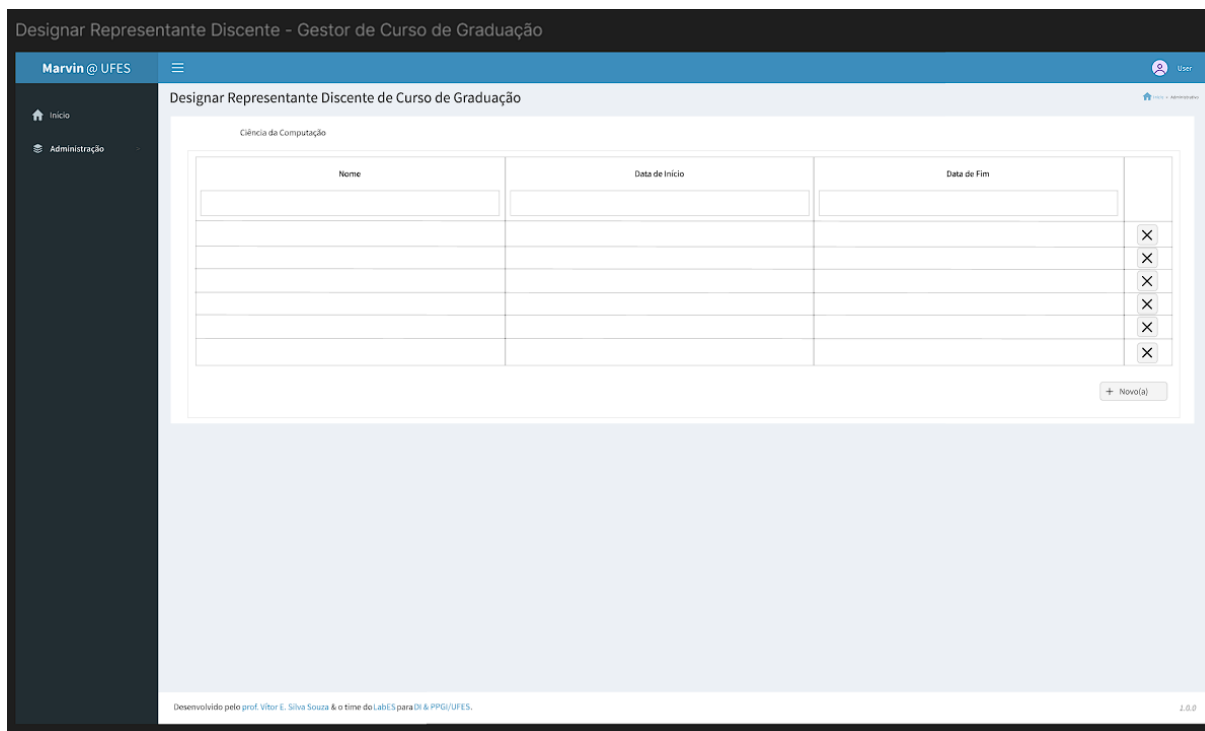 Designar Representante Discente - Gestor de Curso de Graduação
Marvin @ UFES
User
Designar Representante Discente de Curso de Graduação
Início
Administração
Ciência da Computação
Nome
Data de Início
Data de Fim
+ Novo(a)
Desenvolvido pelo prof. Vítor E. Silva Souza & o time do LabES para DI & PPGI/UFES.
1.0.0